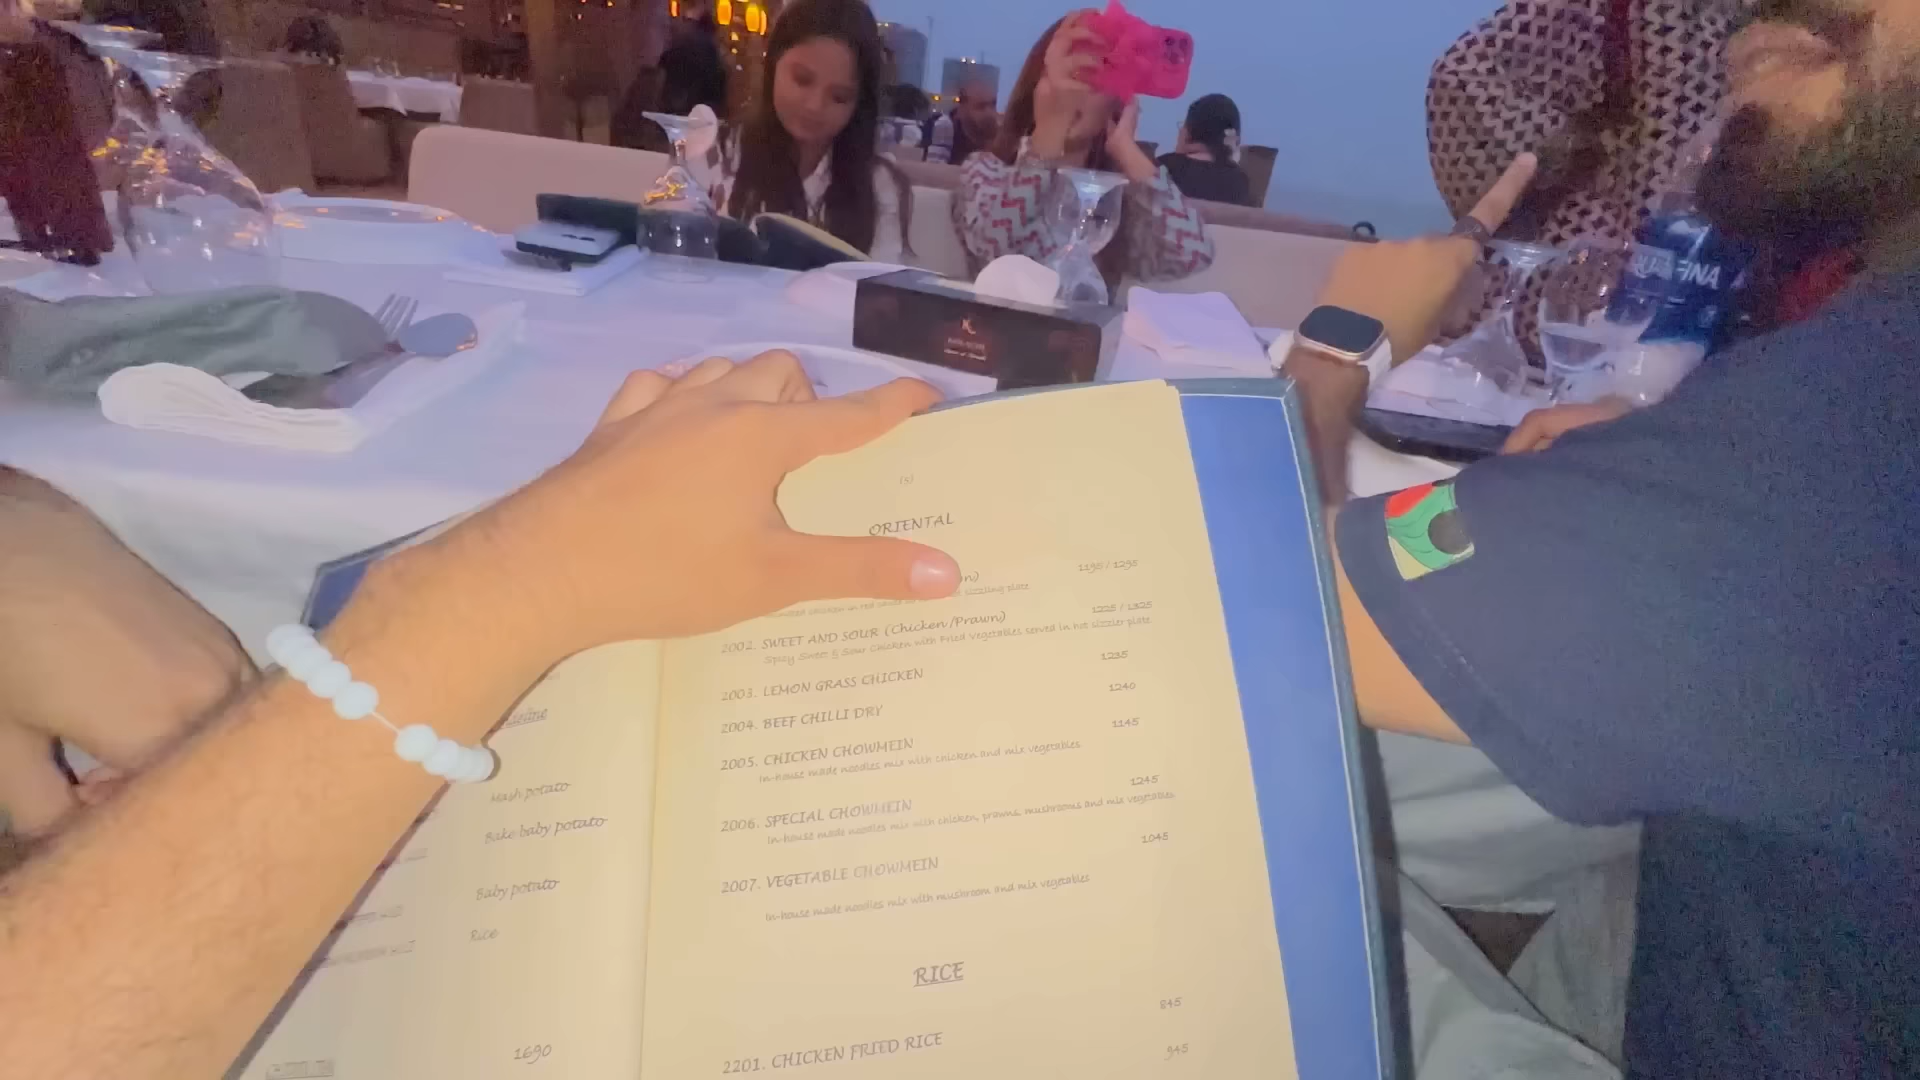 AQUAFINA
Mash potato
Bake baby potato
Baby potato
Rice
1690
(5)
ORIENTAL
1195 / 1295
sizzling plate
2002. SWEET AND SOUR (Chicken/Prawn) 1225 / 1325
Spicy Sweet & Sour Chicken with Fried Vegetables served in hot sizzler plate
2003. LEMON GRASS CHICKEN 1235
2004. BEEF CHILLI DRY 1240
2005. CHICKEN CHOWMEIN 1145
In-house made noodles mix with chicken and mix vegetables
2006. SPECIAL CHOWMEIN 1245
In-house made noodles mix with chicken, prawns, mushrooms and mix vegetables
2007. VEGETABLE CHOWMEIN 1045
In-house made noodles mix with mushroom and mix vegetables
RICE
845
2201. CHICKEN FRIED RICE
945